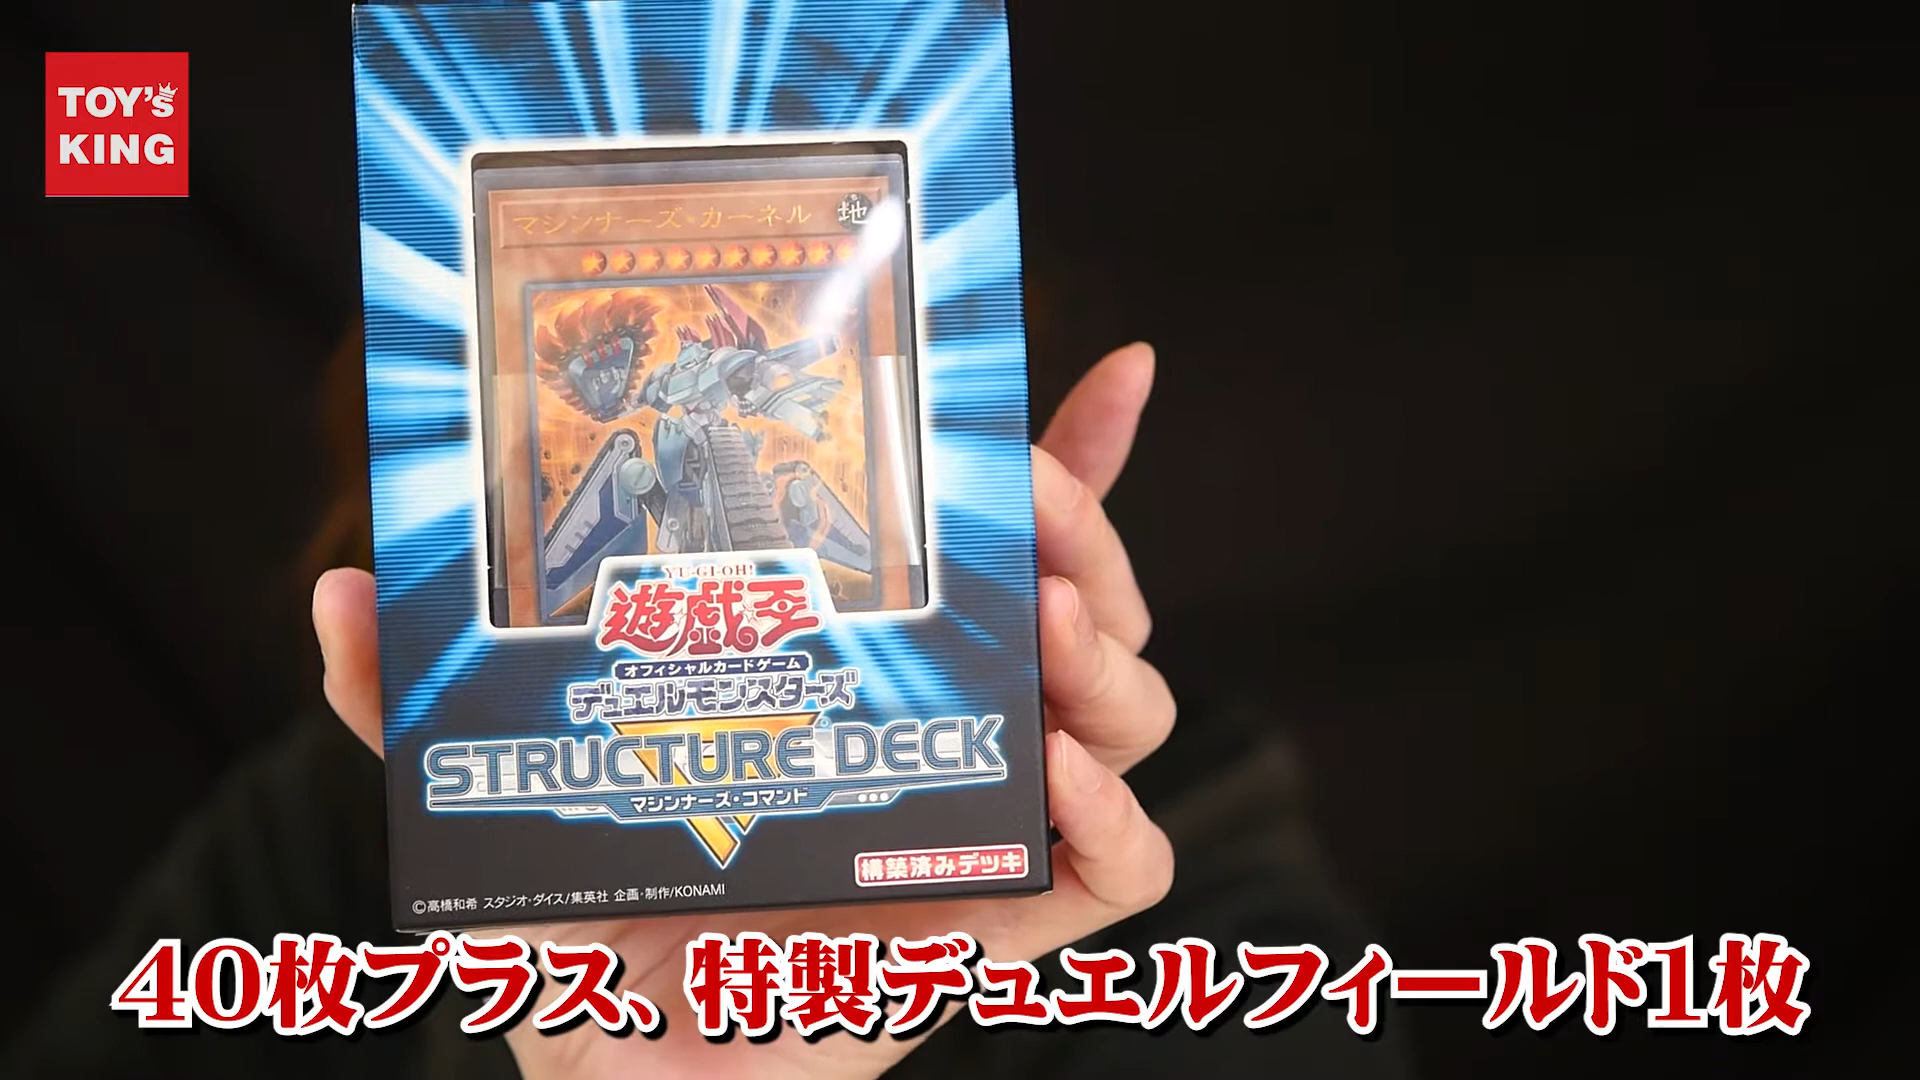 TOY'S
KING
マシンナーズ・カーネル
地
YU-GI-OH!
遊戯王
オフィシャルカードゲーム
デュエルモンスターズ
STRUCTURE DECK
マシンナーズ・コマンド
構築済みデッキ
©高橋和希 スタジオ・ダイス/集英社 企画・制作/KONAMI
40枚プラス、特製デュエルフィールド1枚